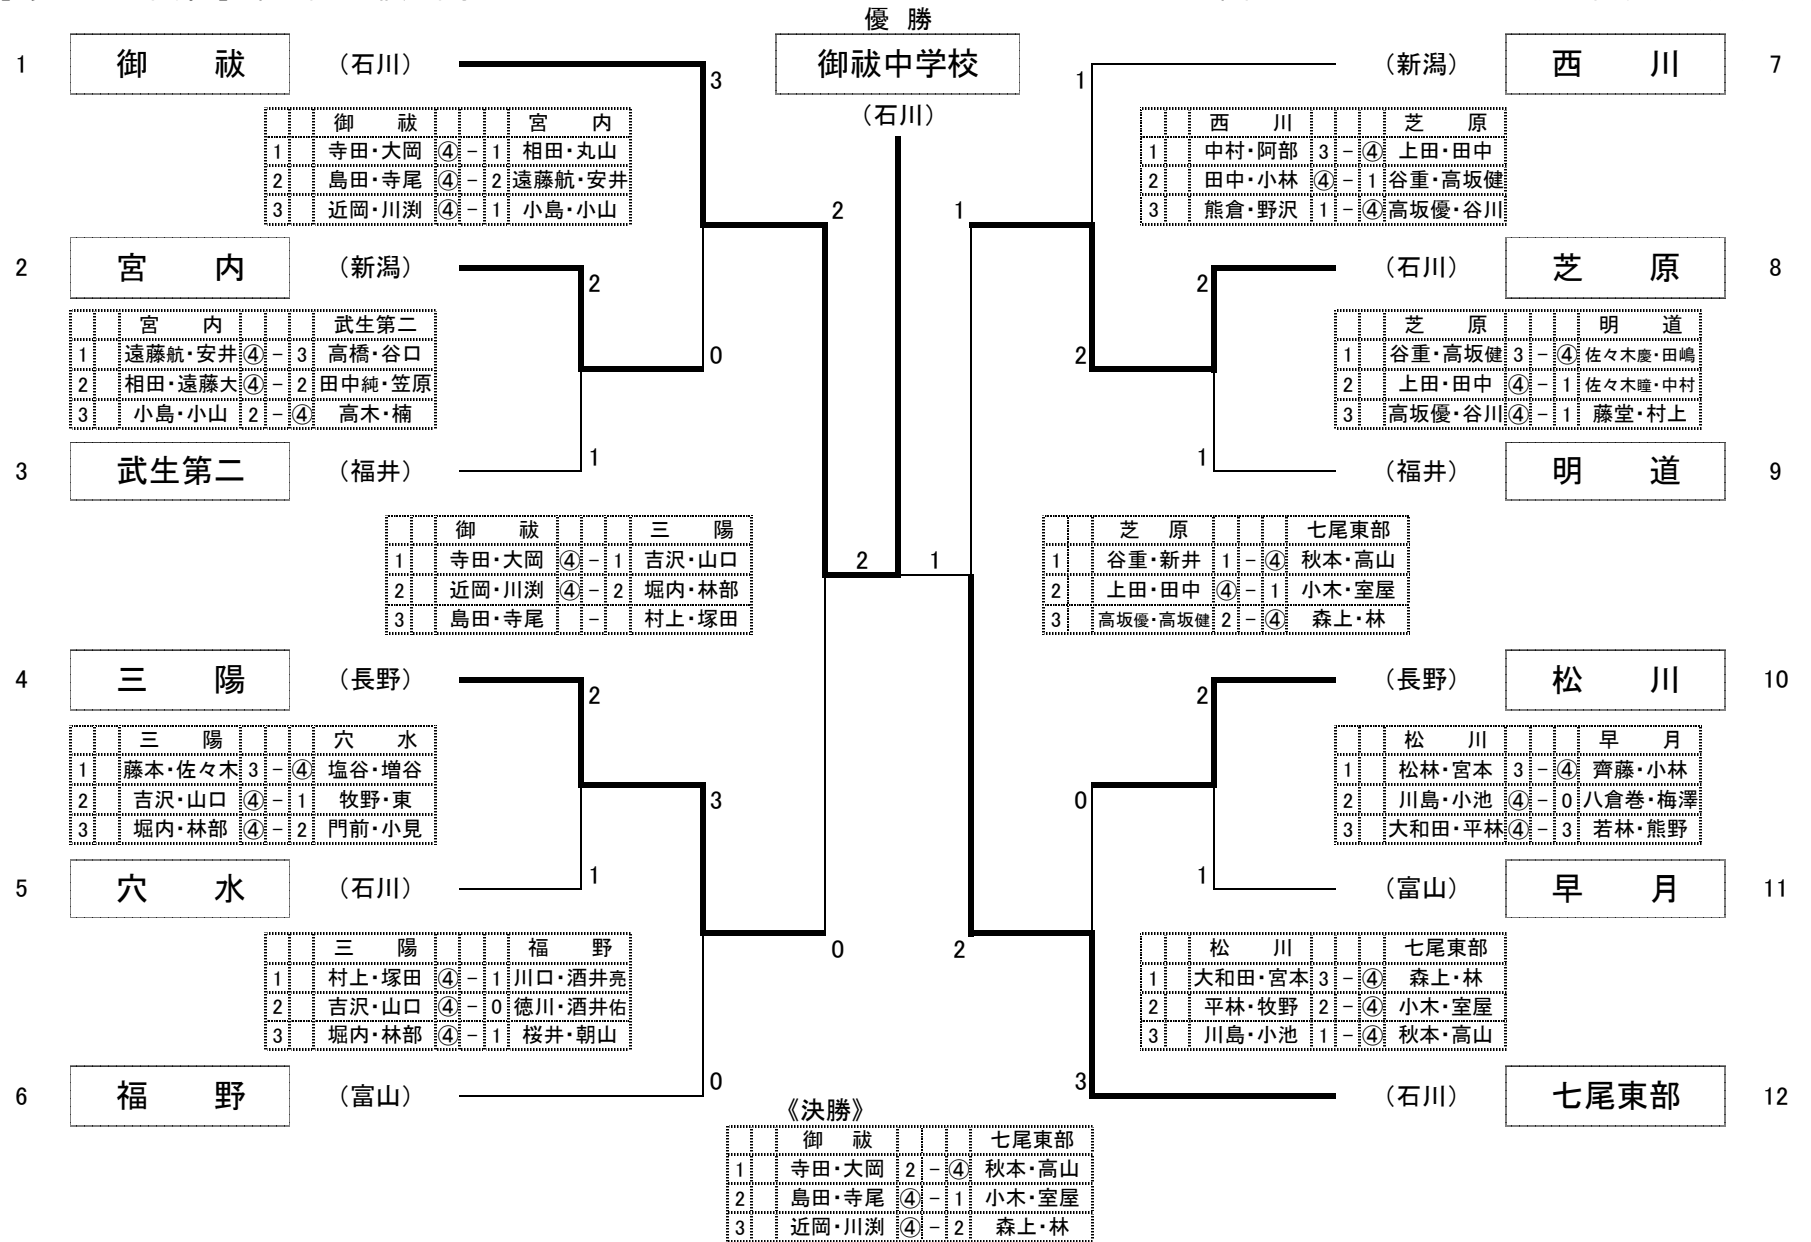 優 勝
御祓中学校
(石川)
1 御 祓 (石川) 3
御 祓 宮 内
1 寺田・大岡 ④ - 1 相田・丸山
2 島田・寺尾 ④ - 2 遠藤航・安井
3 近岡・川渕 ④ - 1 小島・小山
2
2 宮 内 (新潟) 2
宮 内 武生第二
1 遠藤航・安井 ④ - 3 高橋・谷口
2 相田・遠藤大 ④ - 2 田中純・笠原
3 小島・小山 2 - ④ 高木・楠
0
3 武生第二 (福井) 1
御 祓 三 陽
1 寺田・大岡 ④ - 1 吉沢・山口
2 近岡・川渕 ④ - 2 堀内・林部
3 島田・寺尾 - 村上・塚田
2 1
4 三 陽 (長野) 2
三 陽 穴 水
1 藤本・佐々木 3 - ④ 塩谷・増谷
2 吉沢・山口 ④ - 1 牧野・東
3 堀内・林部 ④ - 2 門前・小見
3
5 穴 水 (石川) 1
三 陽 福 野
1 村上・塚田 ④ - 1 川口・酒井亮
2 吉沢・山口 ④ - 0 徳川・酒井佑
3 堀内・林部 ④ - 1 桜井・朝山
0
6 福 野 (富山) 0
1 (新潟) 西 川 7
西 川 芝 原
1 中村・阿部 3 - ④ 上田・田中
2 田中・小林 ④ - 1 谷重・高坂健
3 熊倉・野沢 1 - ④ 高坂優・谷川
1
2 (石川) 芝 原 8
芝 原 明 道
1 谷重・高坂健 3 - ④ 佐々木慶・田嶋
2 上田・田中 ④ - 1 佐々木瞳・中村
3 高坂優・谷川 ④ - 1 藤堂・村上
2
1 (福井) 明 道 9
芝 原 七尾東部
1 谷重・新井 1 - ④ 秋本・高山
2 上田・田中 ④ - 1 小木・室屋
3 高坂優・高坂健 2 - ④ 森上・林
2 (長野) 松 川 10
松 川 早 月
1 松林・宮本 3 - ④ 齊藤・小林
2 川島・小池 ④ - 0 八倉巻・梅澤
3 大和田・平林 ④ - 3 若林・熊野
0
1 (富山) 早 月 11
松 川 七尾東部
1 大和田・宮本 3 - ④ 森上・林
2 平林・牧野 2 - ④ 小木・室屋
3 川島・小池 1 - ④ 秋本・高山
2
3 (石川) 七尾東部 12
《決勝》
御 祓 七尾東部
1 寺田・大岡 2 - ④ 秋本・高山
2 島田・寺尾 ④ - 1 小木・室屋
3 近岡・川渕 ④ - 2 森上・林